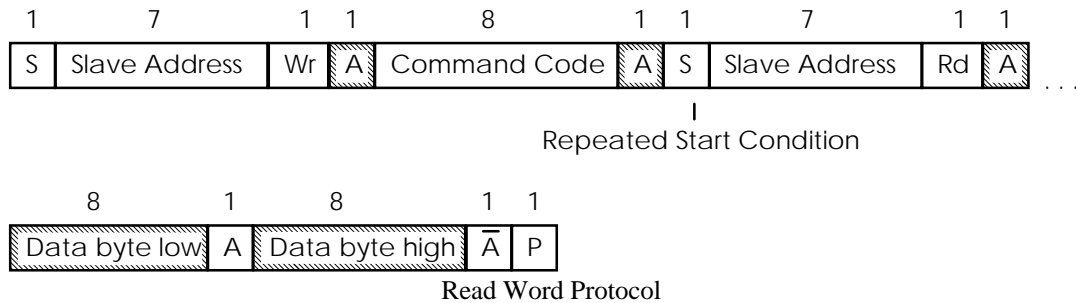 1 7 1 1 8 1 1 7 1 1
S Slave Address Wr A Command Code A S Slave Address Rd A . . .
Repeated Start Condition
8 1 8 1 1
Data byte low A Data byte high A̅ P
Read Word Protocol